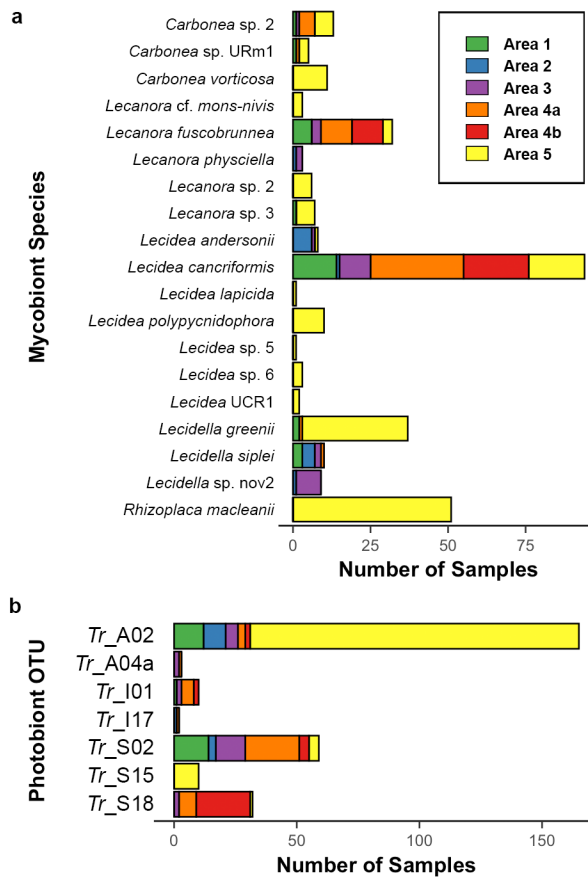 a
Carbonea sp. 2
Carbonea sp. URm1
Carbonea vorticosa
Lecanora cf. mons-nivis
Lecanora fuscobrunnea
Lecanora physciella
Lecanora sp. 2
Lecanora sp. 3
Lecidea andersonii
Lecidea cancriformis
Lecidea lapicida
Lecidea polypycnidophora
Lecidea sp. 5
Lecidea sp. 6
Lecidea UCR1
Lecidella greenii
Lecidella siplei
Lecidella sp. nov2
Rhizoplaca macleanii
Mycobiont Species
Area 1
Area 2
Area 3
Area 4a
Area 4b
Area 5
0 25 50 75
Number of Samples
b
Tr_A02
Tr_A04a
Tr_I01
Tr_I17
Tr_S02
Tr_S15
Tr_S18
Photobiont OTU
0 50 100 150
Number of Samples